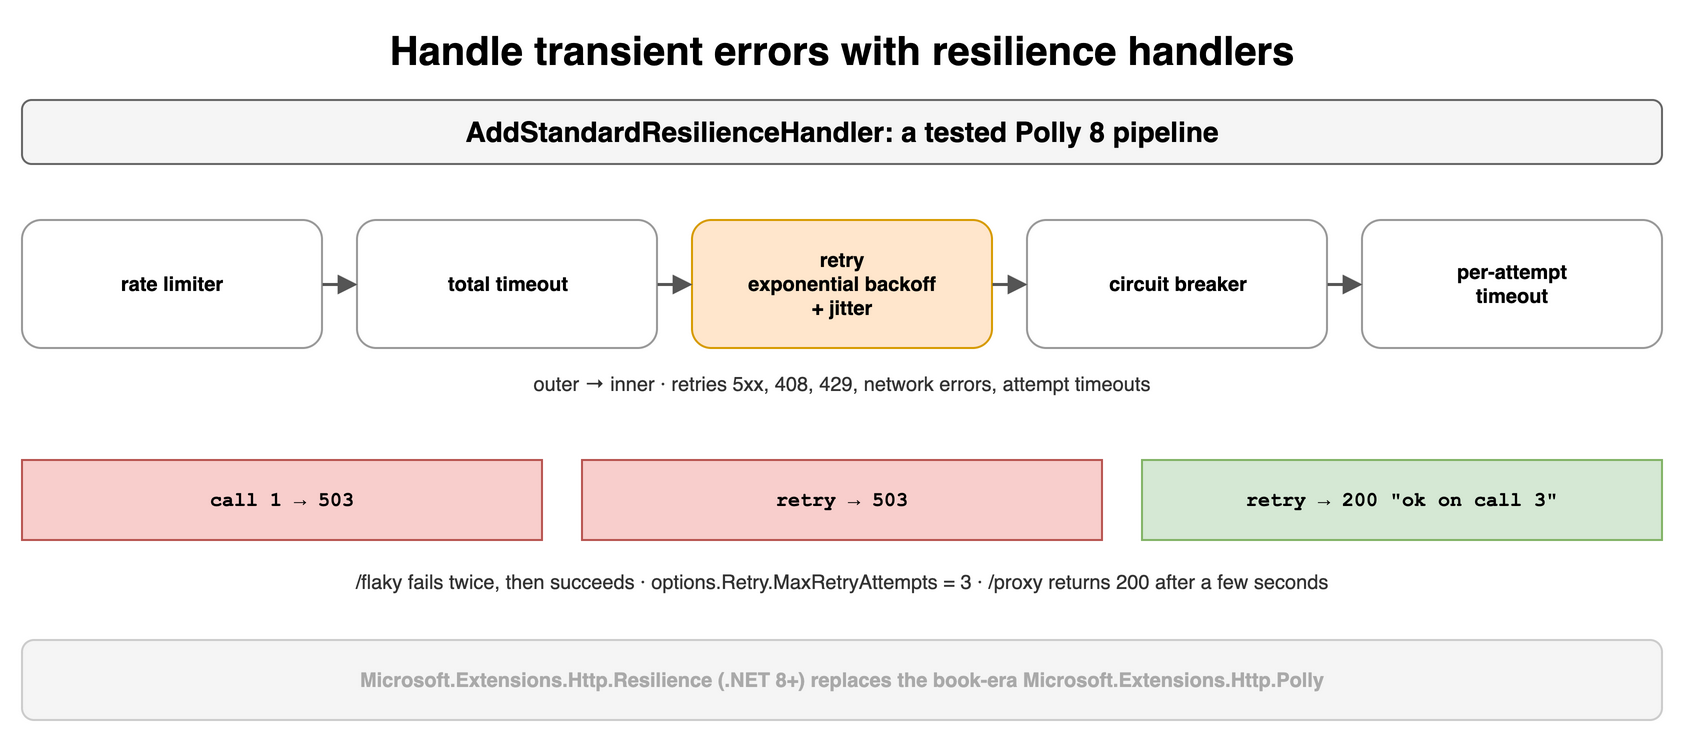 Handle transient errors with resilience handlers
AddStandardResilienceHandler: a tested Polly 8 pipeline
rate limiter
total timeout
retry
exponential backoff
+ jitter
circuit breaker
per-attempt
timeout
outer → inner · retries 5xx, 408, 429, network errors, attempt timeouts
call 1 → 503
retry → 503
retry → 200 "ok on call 3"
/flaky fails twice, then succeeds · options.Retry.MaxRetryAttempts = 3 · /proxy returns 200 after a few seconds
Microsoft.Extensions.Http.Resilience (.NET 8+) replaces the book-era Microsoft.Extensions.Http.Polly